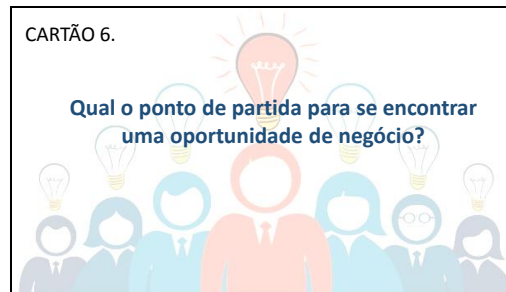 CARTÃO 6.
Qual o ponto de partida para se encontrar
uma oportunidade de negócio?